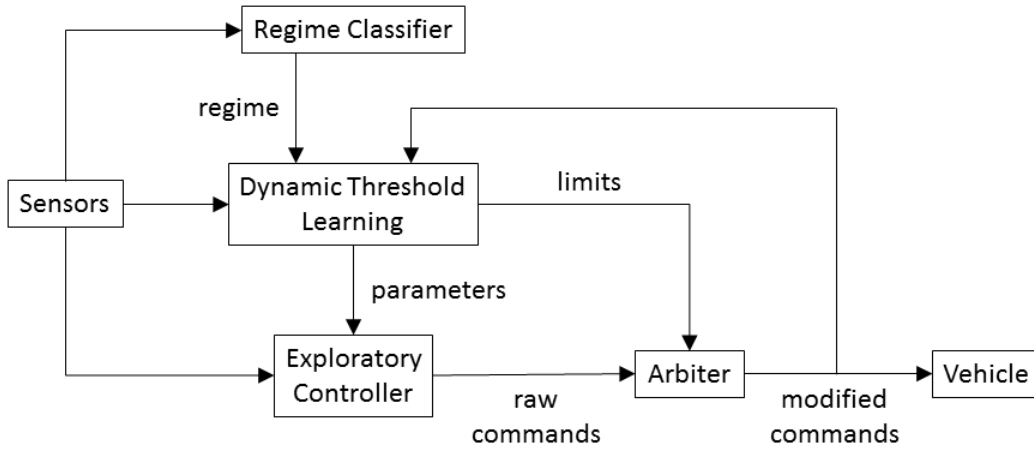 Regime Classifier
regime
Sensors
Dynamic Threshold
Learning
limits
parameters
Exploratory
Controller
raw
commands
Arbiter
modified
commands
Vehicle